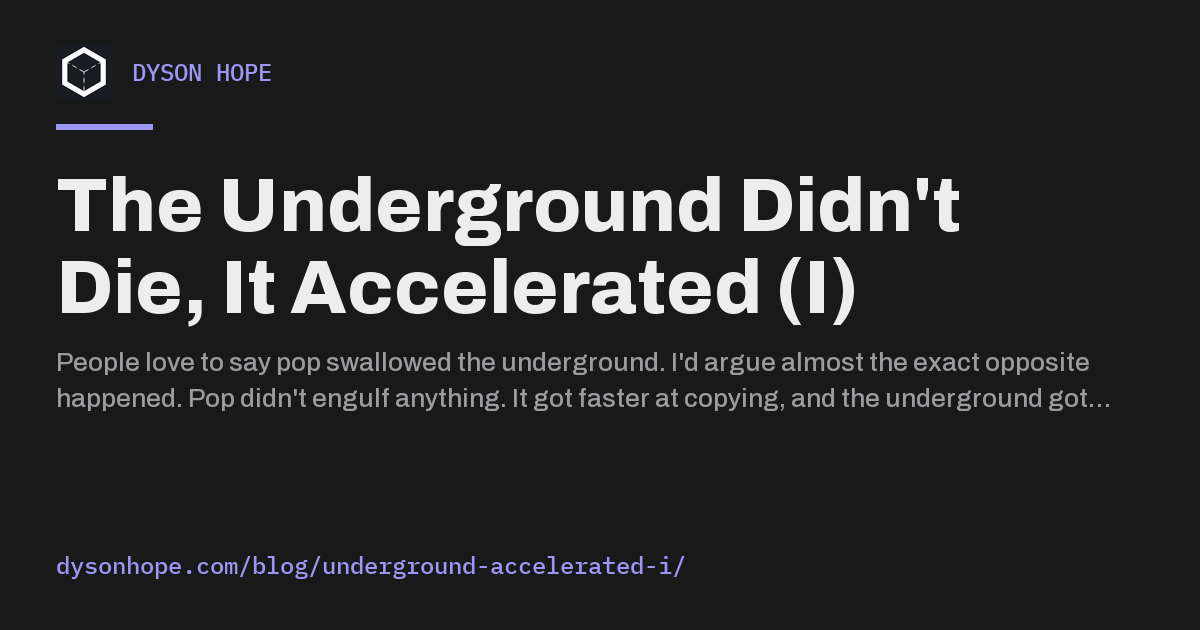 DYSON HOPE
The Underground Didn't
Die, It Accelerated (I)
People love to say pop swallowed the underground. I'd argue almost the exact opposite
happened. Pop didn't engulf anything. It got faster at copying, and the underground got...
dysonhope.com/blog/underground-accelerated-i/